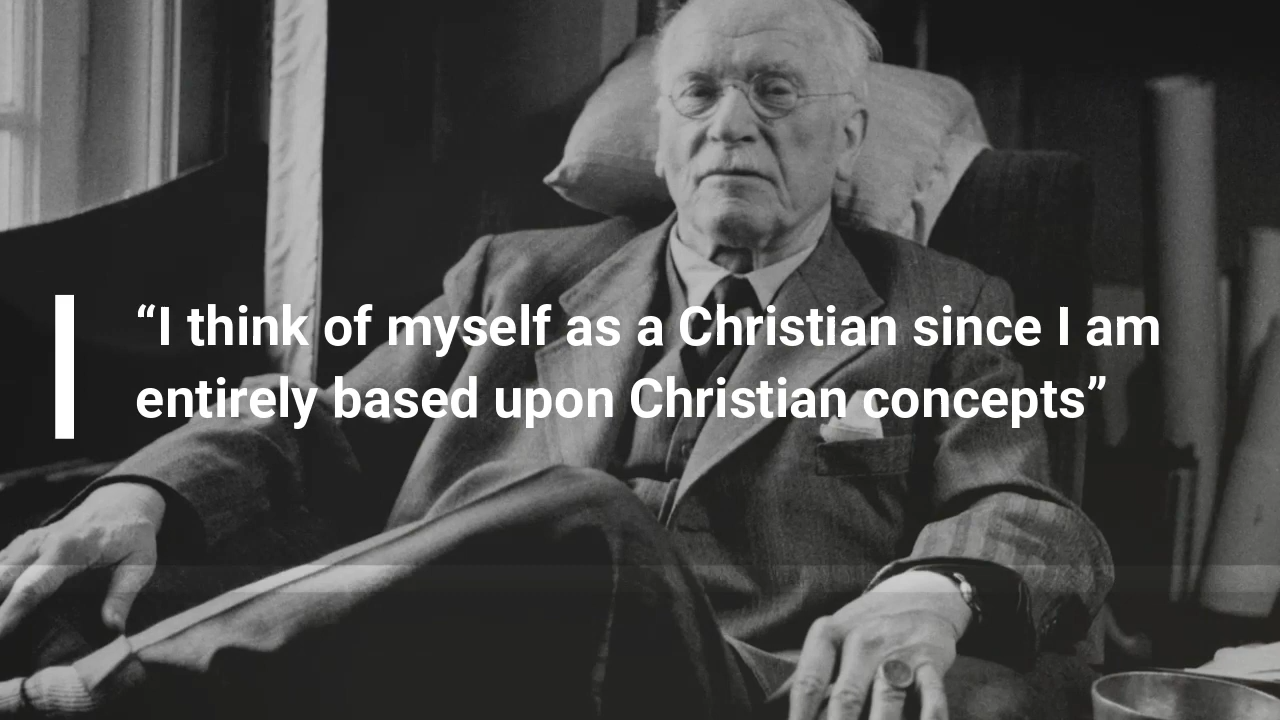 “I think of myself as a Christian since I am
entirely based upon Christian concepts”